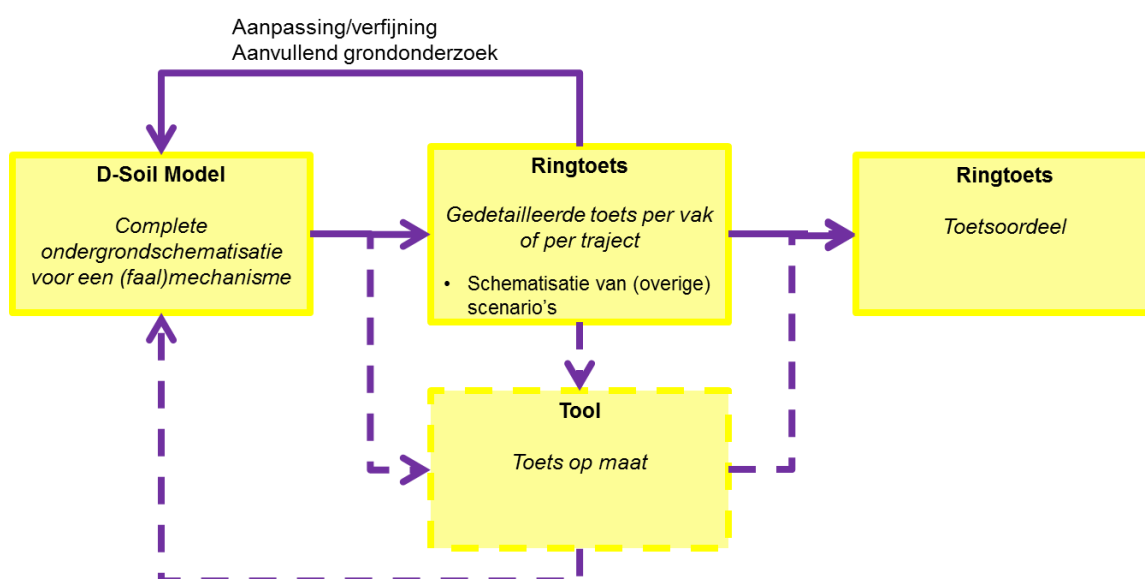 Aanpassing/verfijning
Aanvullend grondonderzoek
D-Soil Model
Complete
ondergrondschematisatie
voor een (faal)mechanisme
Ringtoets
Gedetailleerde toets per vak
of per traject
• Schematisatie van (overige)
scenario's
Ringtoets
Toetsoordeel
Tool
Toets op maat